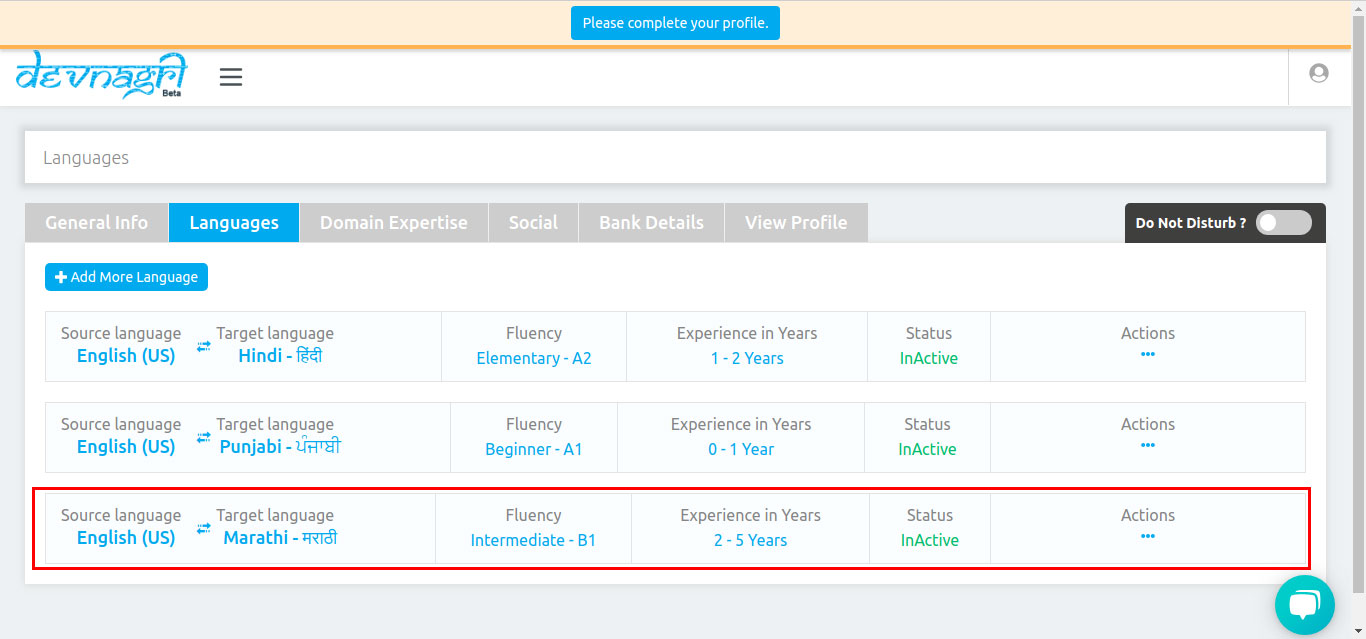 Please complete your profile.
devnagri
Beta
Languages
General Info Languages Domain Expertise Social Bank Details View Profile Do Not Disturb ?
Add More Language
Source language Target language Fluency Experience in Years Status Actions
English (US) Hindi - हिंदी Elementary - A2 1 - 2 Years InActive
Source language Target language Fluency Experience in Years Status Actions
English (US) Punjabi - ਪੰਜਾਬੀ Beginner - A1 0 - 1 Year InActive
Source language Target language Fluency Experience in Years Status Actions
English (US) Marathi - मराठी Intermediate - B1 2 - 5 Years InActive